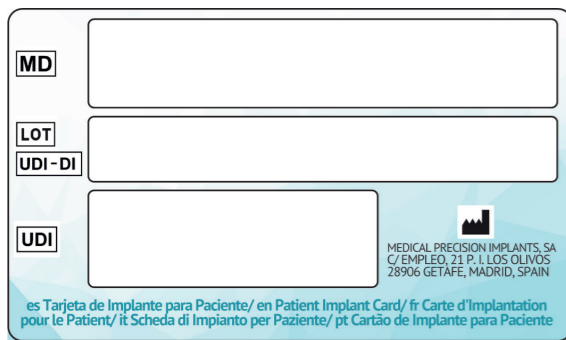 MD
LOT
UDI-DI
UDI
MEDICAL PRECISION IMPLANTS, SA
C/ EMPLEO, 21 P. I. LOS OLIVOS
28906 GETAFE, MADRID, SPAIN
es Tarjeta de Implante para Paciente/ en Patient Implant Card/ fr Carte d'Implantation
pour le Patient/ it Scheda di Impianto per Paziente/ pt Cartão de Implante para Paciente